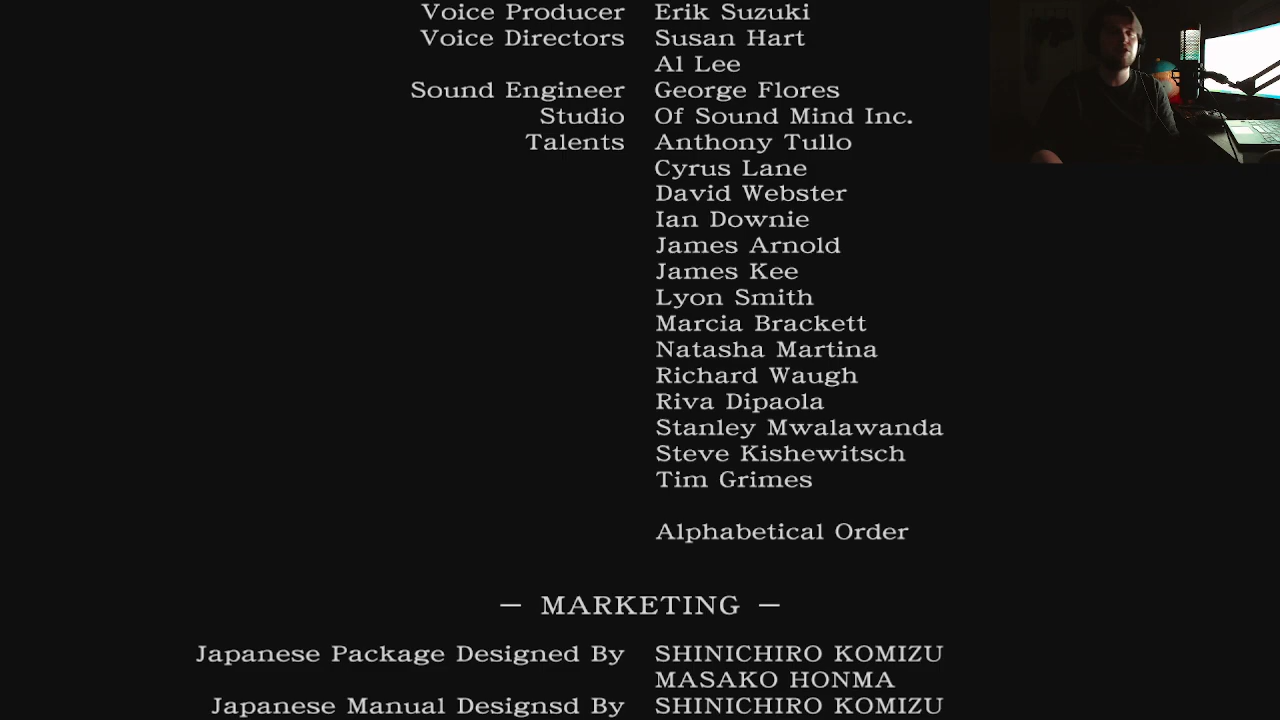 Voice Producer Erik Suzuki
Voice Directors Susan Hart
Al Lee
Sound Engineer George Flores
Studio Of Sound Mind Inc.
Talents Anthony Tullo
Cyrus Lane
David Webster
Ian Downie
James Arnold
James Kee
Lyon Smith
Marcia Brackett
Natasha Martina
Richard Waugh
Riva Dipaola
Stanley Mwalawanda
Steve Kishewitsch
Tim Grimes
Alphabetical Order
— MARKETING —
Japanese Package Designed By SHINICHIRO KOMIZU
MASAKO HONMA
Japanese Manual Designsd By SHINICHIRO KOMIZU